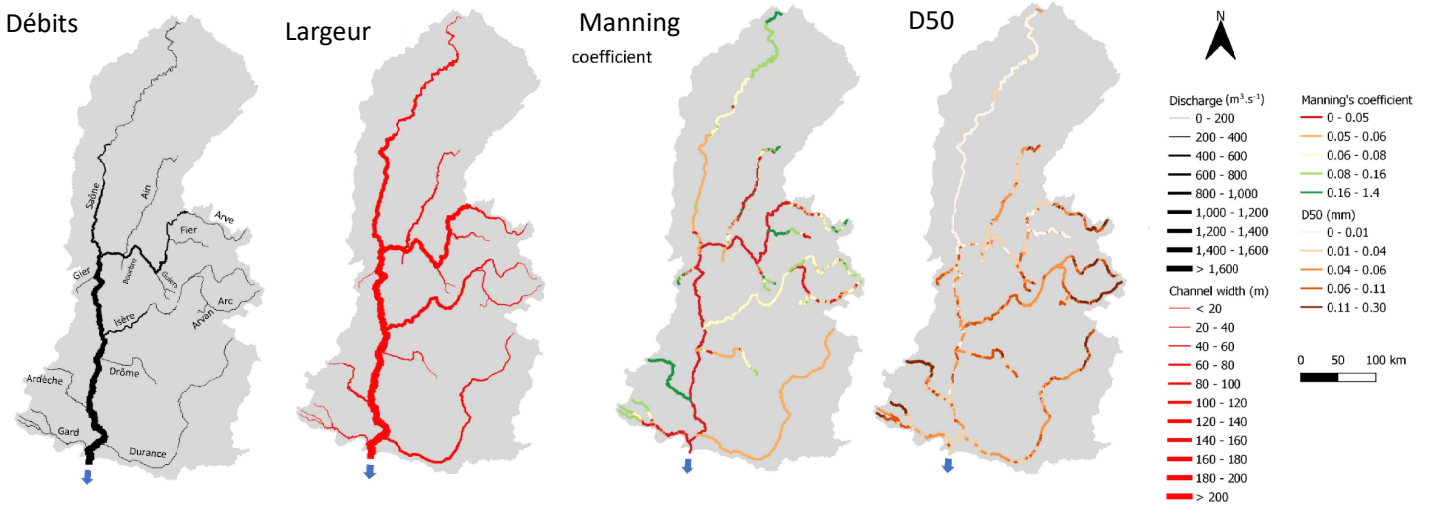 Débits
Largeur
Manning
coefficient
D50
N
Saône
Ain
Arve
Fier
Gier
Bourbre
Guiers
Arc
Arvan
Isère
Drôme
Ardèche
Gard
Durance
Discharge (m³.s⁻¹)
0 - 200
200 - 400
400 - 600
600 - 800
800 - 1,000
1,000 - 1,200
1,200 - 1,400
1,400 - 1,600
> 1,600
Channel width (m)
< 20
20 - 40
40 - 60
60 - 80
80 - 100
100 - 120
120 - 140
140 - 160
160 - 180
180 - 200
> 200
Manning's coefficient
0 - 0.05
0.05 - 0.06
0.06 - 0.08
0.08 - 0.16
0.16 - 1.4
D50 (mm)
0 - 0.01
0.01 - 0.04
0.04 - 0.06
0.06 - 0.11
0.11 - 0.30
0 50 100 km